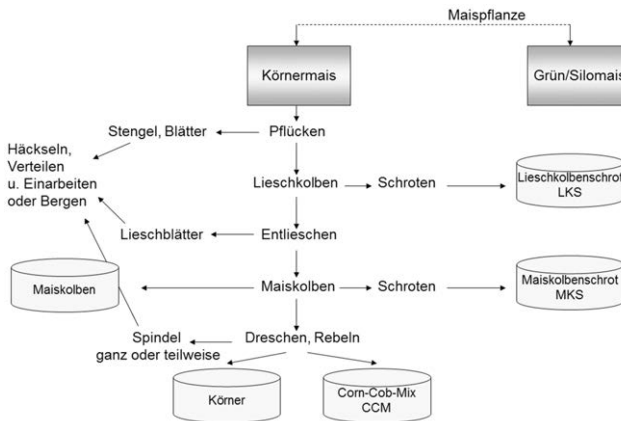 Maispflanze
Körnermais
Grün/Silomais
Stengel, Blätter
Pflücken
Häckseln,
Verteilen
u. Einarbeiten
oder Bergen
Lieschkolben
Schroten
Lieschkolbenschrot
LKS
Lieschblätter
Entlieschen
Maiskolben
Maiskolben
Schroten
Maiskolbenschrot
MKS
Spindel
ganz oder teilweise
Dreschen, Rebeln
Körner
Corn-Cob-Mix
CCM